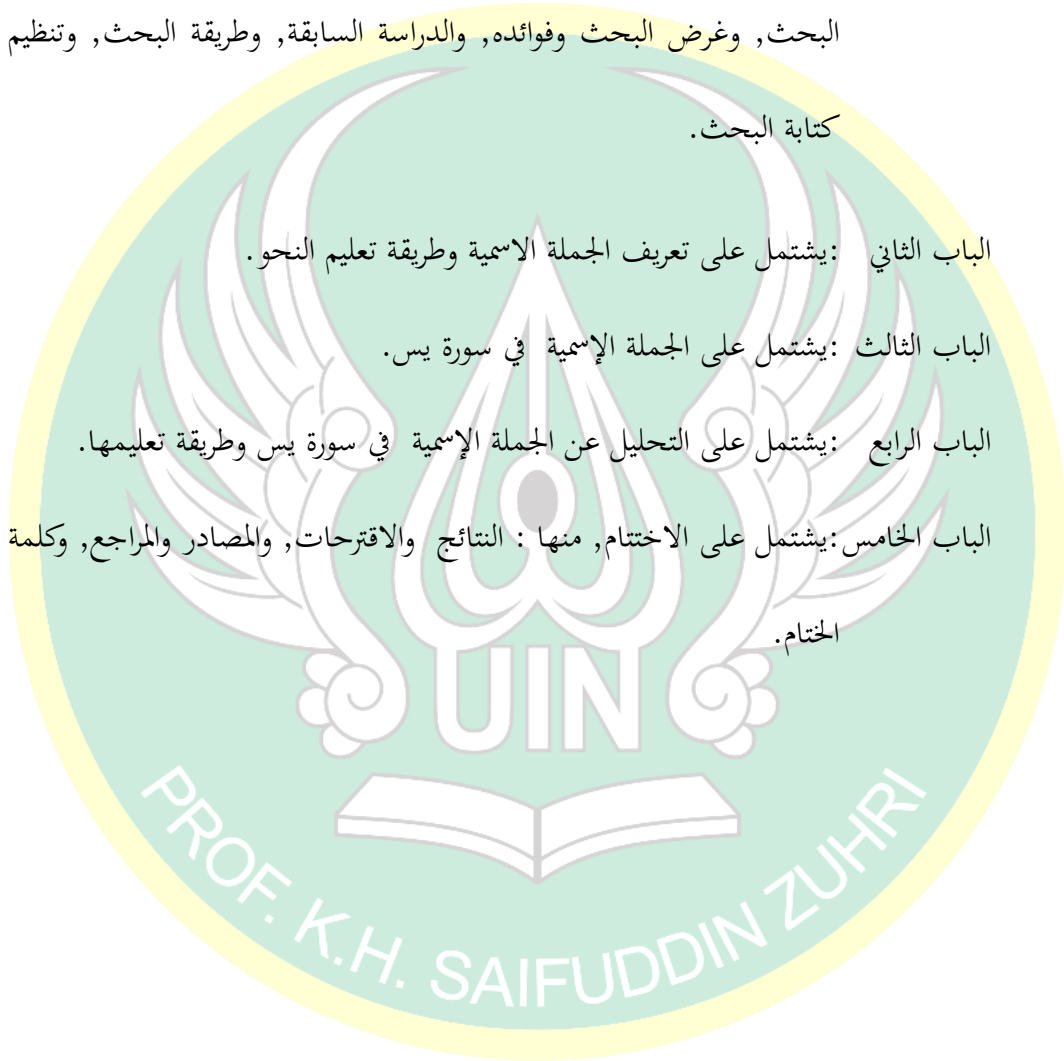 البحث, وغرض البحث وفوائده, والدراسة السابقة, وطريقة البحث, وتنظيم
كتابة البحث.
الباب الثاني :يشتمل على تعريف الجملة الاسمية وطريقة تعليم النحو.
الباب الثالث :يشتمل على الجملة الإسمية في سورة يس.
الباب الرابع :يشتمل على التحليل عن الجملة الإسمية في سورة يس وطريقة تعليمها.
الباب الخامس:يشتمل على الاختتام, منها : النتائج والاقترحات, والمصادر والمراجع, وكلمة
الختام.
UIN
PROF. K.H. SAIFUDDIN ZUHRI